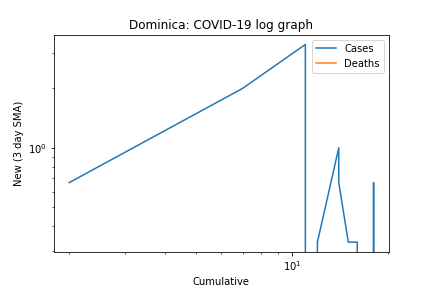 Dominica: COVID-19 log graph
Cases
Deaths
New (3 day SMA)
10⁰
10¹
Cumulative